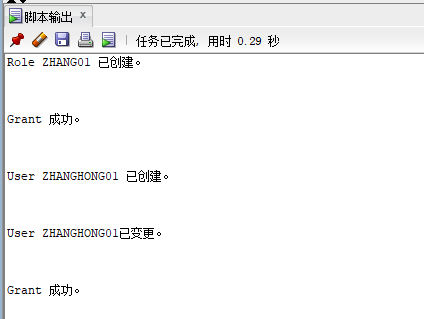 脚本输出 x
任务已完成, 用时 0.29 秒
Role ZHANG01 已创建。
Grant 成功。
User ZHANGHONG01 已创建。
User ZHANGHONG01已变更。
Grant 成功。